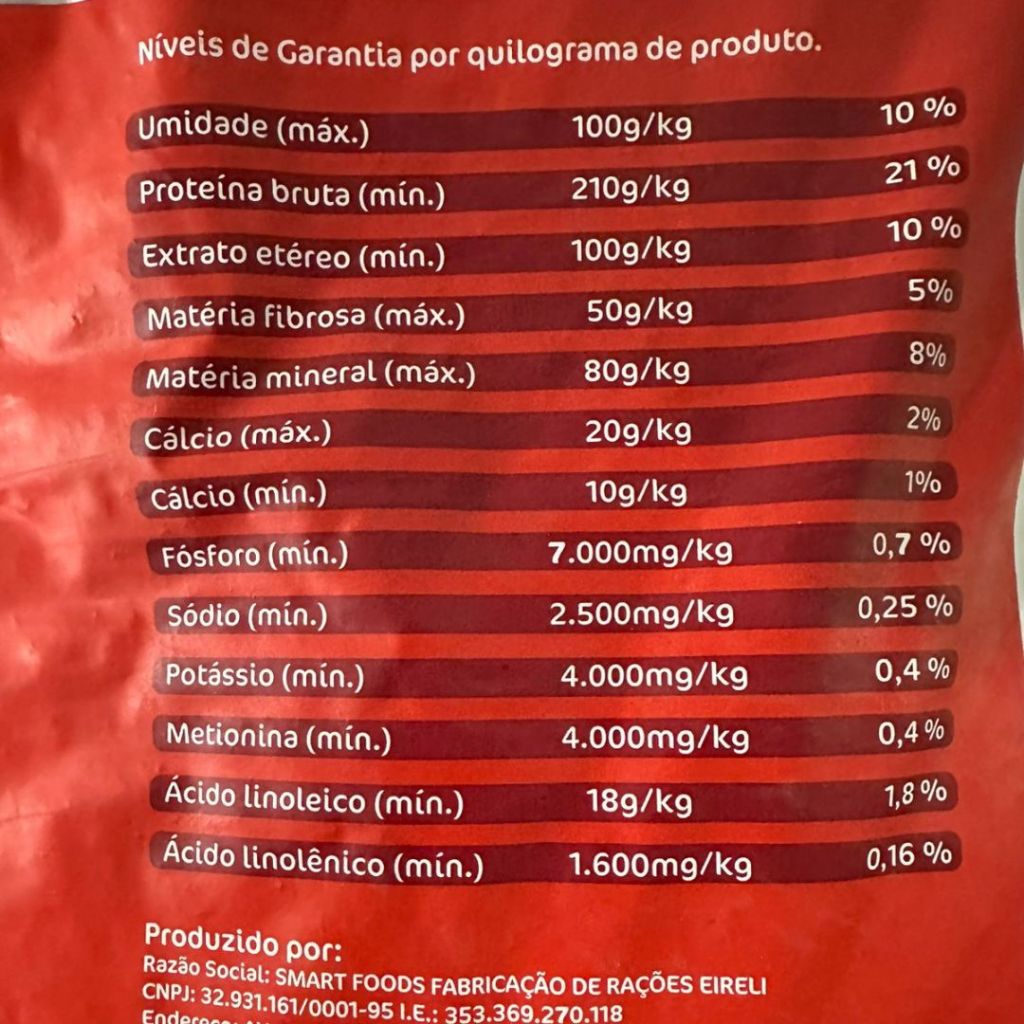 Níveis de Garantia por quilograma de produto.
Umidade (máx.) 100g/kg 10 %
Proteína bruta (mín.) 210g/kg 21 %
Extrato etéreo (mín.) 100g/kg 10 %
Matéria fibrosa (máx.) 50g/kg 5%
Matéria mineral (máx.) 80g/kg 8%
Cálcio (máx.) 20g/kg 2%
Cálcio (mín.) 10g/kg 1%
Fósforo (mín.) 7.000mg/kg 0,7 %
Sódio (mín.) 2.500mg/kg 0,25 %
Potássio (mín.) 4.000mg/kg 0,4 %
Metionina (mín.) 4.000mg/kg 0,4 %
Ácido linoleico (mín.) 18g/kg 1,8 %
Ácido linolênico (mín.) 1.600mg/kg 0,16 %
Produzido por:
Razão Social: SMART FOODS FABRICAÇÃO DE RAÇÕES EIRELI
CNPJ: 32.931.161/0001-95 I.E.: 353.369.270.118